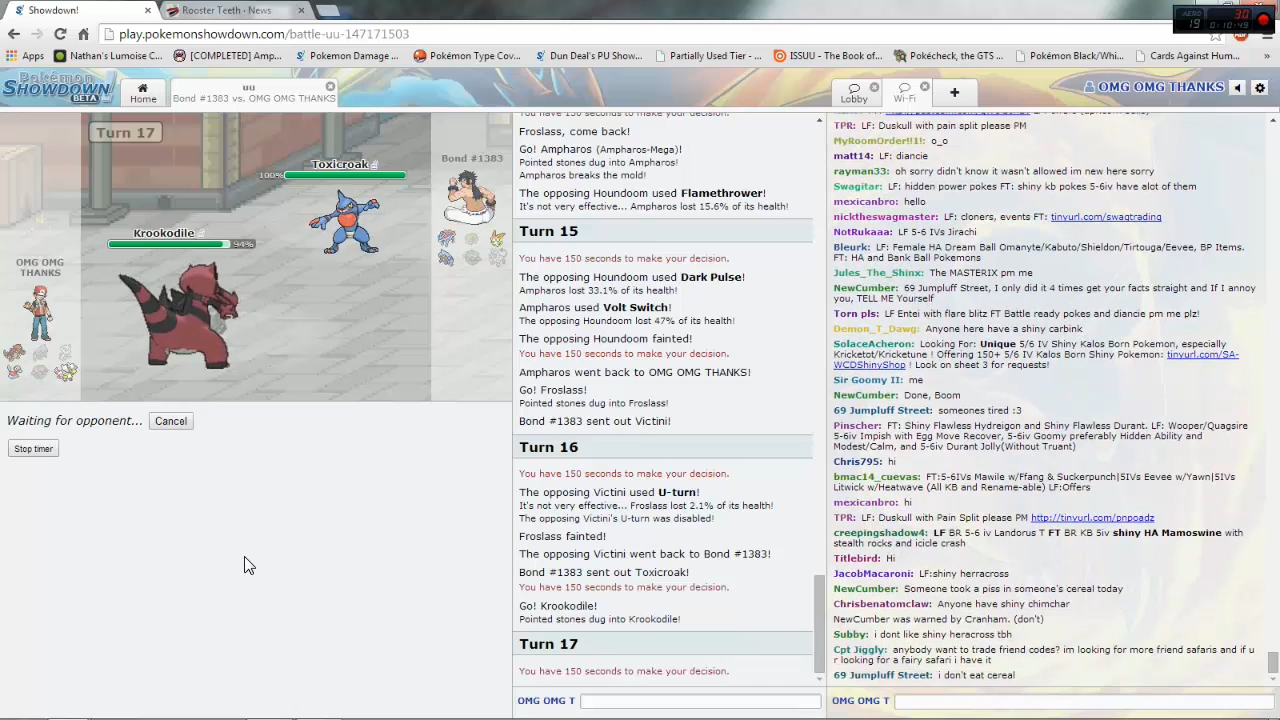 Showdown!
Rooster Teeth · News
play.pokemonshowdown.com/battle-uu-147171503
AERO
19
30
0:10:49
Apps
Nathan's Lumoise C...
[COMPLETED] Amp...
Pokemon Damage ...
Pokémon Type Cov...
Dun Deal's PU Show...
Partially Used Tier - ...
ISSUU - The Book of...
Pokécheck, the GTS ...
Pokémon Black/Whi...
Cards Against Hum...
»
Pokémon
Showdown
BETA
Home
uu
Bond #1383 vs. OMG OMG THANKS
Lobby
Wi-Fi
OMG OMG THANKS
Turn 17
Toxicroak
100%
Bond #1383
Krookodile
94%
OMG OMG
THANKS
Waiting for opponent...
Cancel
Stop timer
Froslass, come back!
Go! Ampharos (Ampharos-Mega)!
Pointed stones dug into Ampharos!
Ampharos breaks the mold!
The opposing Houndoom used Flamethrower!
It's not very effective... Ampharos lost 15.6% of its health!
Turn 15
You have 150 seconds to make your decision.
The opposing Houndoom used Dark Pulse!
Ampharos lost 33.1% of its health!
Ampharos used Volt Switch!
The opposing Houndoom lost 47% of its health!
The opposing Houndoom fainted!
You have 150 seconds to make your decision.
Ampharos went back to OMG OMG THANKS!
Go! Froslass!
Pointed stones dug into Froslass!
Bond #1383 sent out Victini!
Turn 16
You have 150 seconds to make your decision.
The opposing Victini used U-turn!
It's not very effective... Froslass lost 2.1% of its health!
The opposing Victini's U-turn was disabled!
Froslass fainted!
The opposing Victini went back to Bond #1383!
Bond #1383 sent out Toxicroak!
You have 150 seconds to make your decision.
Go! Krookodile!
Pointed stones dug into Krookodile!
Turn 17
You have 150 seconds to make your decision.
OMG OMG T
TPR: LF: Duskull with pain split please PM
MyRoomOrder!!1!: o_o
matt14: LF: diancie
rayman33: oh sorry didn't know it wasn't allowed im new here sorry
Swagitar: LF: hidden power pokes FT: shiny kb pokes 5-6iv have alot of them
mexicanbro: hello
nicktheswagmaster: LF: cloners, events FT: tinyurl.com/swagtrading
NotRukaaa: LF 5-6 IVs Jirachi
Bleurk: LF: Female HA Dream Ball Omanyte/Kabuto/Shieldon/Tirtouga/Eevee, BP Items.
FT: HA and Bank Ball Pokemons
Jules_The_Shinx: The MASTERIX pm me
NewCumber: 69 Jumpluff Street, I only did it 4 times get your facts straight and If I annoy
you, TELL ME Yourself
Torn pls: LF Entei with flare blitz FT Battle ready pokes and diancie pm me plz!
Demon_T_Dawg: Anyone here have a shiny carbink
SolaceAcheron: Looking For: Unique 5/6 IV Shiny Kalos Born Pokemon, especially
Kricketot/Kricketune ! Offering 150+ 5/6 IV Kalos Born Shiny Pokemon: tinyurl.com/SA-
WCDShinyShop ! Look on sheet 3 for requests!
Sir Goomy II: me
NewCumber: Done, Boom
69 Jumpluff Street: someones tired :3
Pinscher: FT: Shiny Flawless Hydreigon and Shiny Flawless Durant. LF: Wooper/Quagsire
5-6iv Impish with Egg Move Recover, 5-6iv Goomy preferably Hidden Ability and
Modest/Calm, and 5-6iv Durant Jolly(Without Truant)
Chris795: hi
bmac14_cuevas: FT:5-6IVs Mawile w/Ffang & Suckerpunch|5IVs Eevee w/Yawn|5IVs
Litwick w/Heatwave (All KB and Rename-able) LF:Offers
mexicanbro: hi
TPR: LF: Duskull with Pain Split please PM http://tinyurl.com/pnpoadz
creepingshadow4: LF BR 5-6 iv Landorus T FT BR KB 5iv shiny HA Mamoswine with
stealth rocks and icicle crash
Titlebird: Hi
JacobMacaroni: LF:shiny herracross
NewCumber: Someone took a piss in someone's cereal today
Chrisbenatomclaw: Anyone have shiny chimchar
NewCumber was warned by Cranham. (don't)
Subby: i dont like shiny heracross tbh
Cpt Jiggly: anybody want to trade friend codes? im looking for more friend safaris and if u
r looking for a fairy safari i have it
69 Jumpluff Street: i don't eat cereal
OMG OMG T